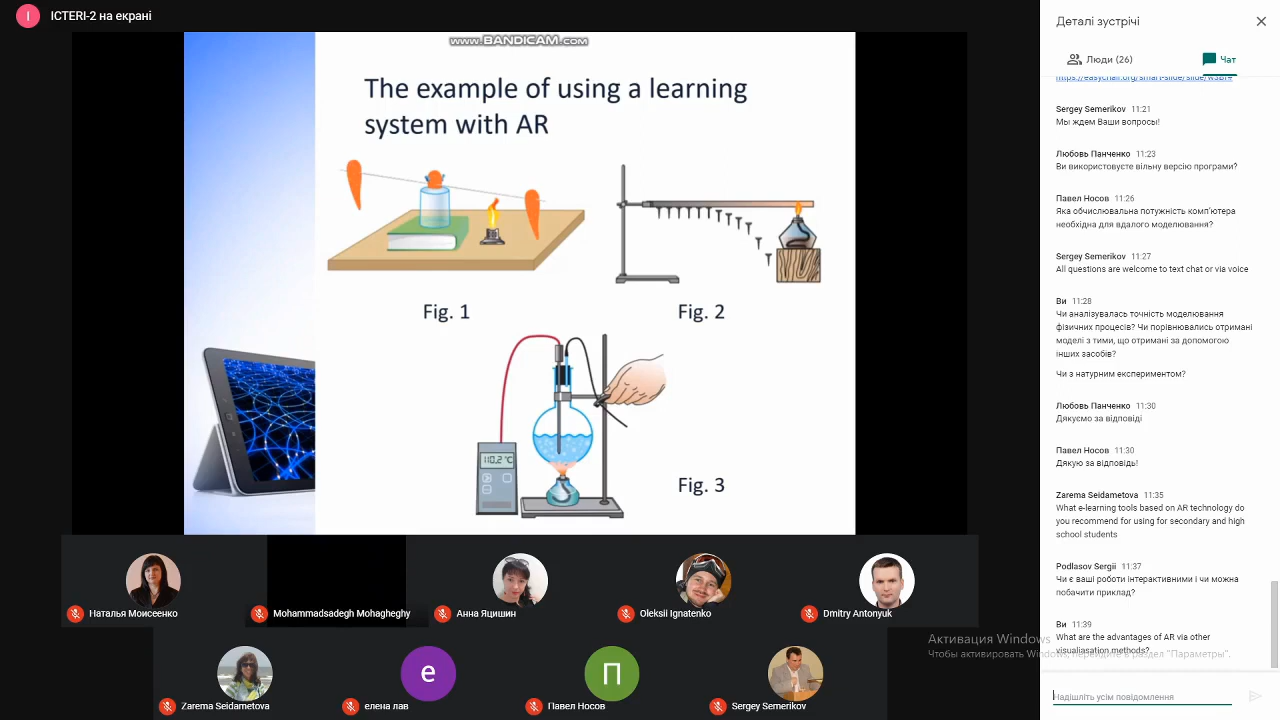 I
ICTERI-2 на екрані
www.BANDICAM.com
The example of using a learning
system with AR
Fig. 1
Fig. 2
110,2 °C
Fig. 3
Наталья Моисеенко
Mohammadsadegh Mohagheghy
Анна Яцишин
Oleksii Ignatenko
Dmitry Antonyuk
е
П
Zarema Seidametova
елена лав
Павел Носов
Sergey Semerikov
Деталі зустрічі
Люди (26)
Чат
Sergey Semerikov 11:21
Мы ждем Ваши вопросы!
Любовь Панченко 11:23
Ви використовуєте вільну версію програми?
Павел Носов 11:26
Яка обчислювальна потужність комп'ютера
необхідна для вдалого моделювання?
Sergey Semerikov 11:27
All questions are welcome to text chat or via voice
Ви 11:28
Чи аналізувалась точність моделювання
фізичних процесів? Чи порівнювались отримані
моделі з тими, що отримані за допомогою
інших засобів?
Чи з натурним експериментом?
Любовь Панченко 11:30
Дякуємо за відповіді
Павел Носов 11:30
Дякую за відповідь!
Zarema Seidametova 11:35
What e-learning tools based on AR technology do
you recommend for using for secondary and high
school students
Podlasov Sergii 11:37
Чи є ваші роботи інтерактивними і чи можна
побачити приклад?
Ви 11:39
What are the advantages of AR via other
visualiasation methods?
Активация Windows
Чтобы активировать Windows, перейдите в раздел "Параметры".
Надішліть усім повідомлення